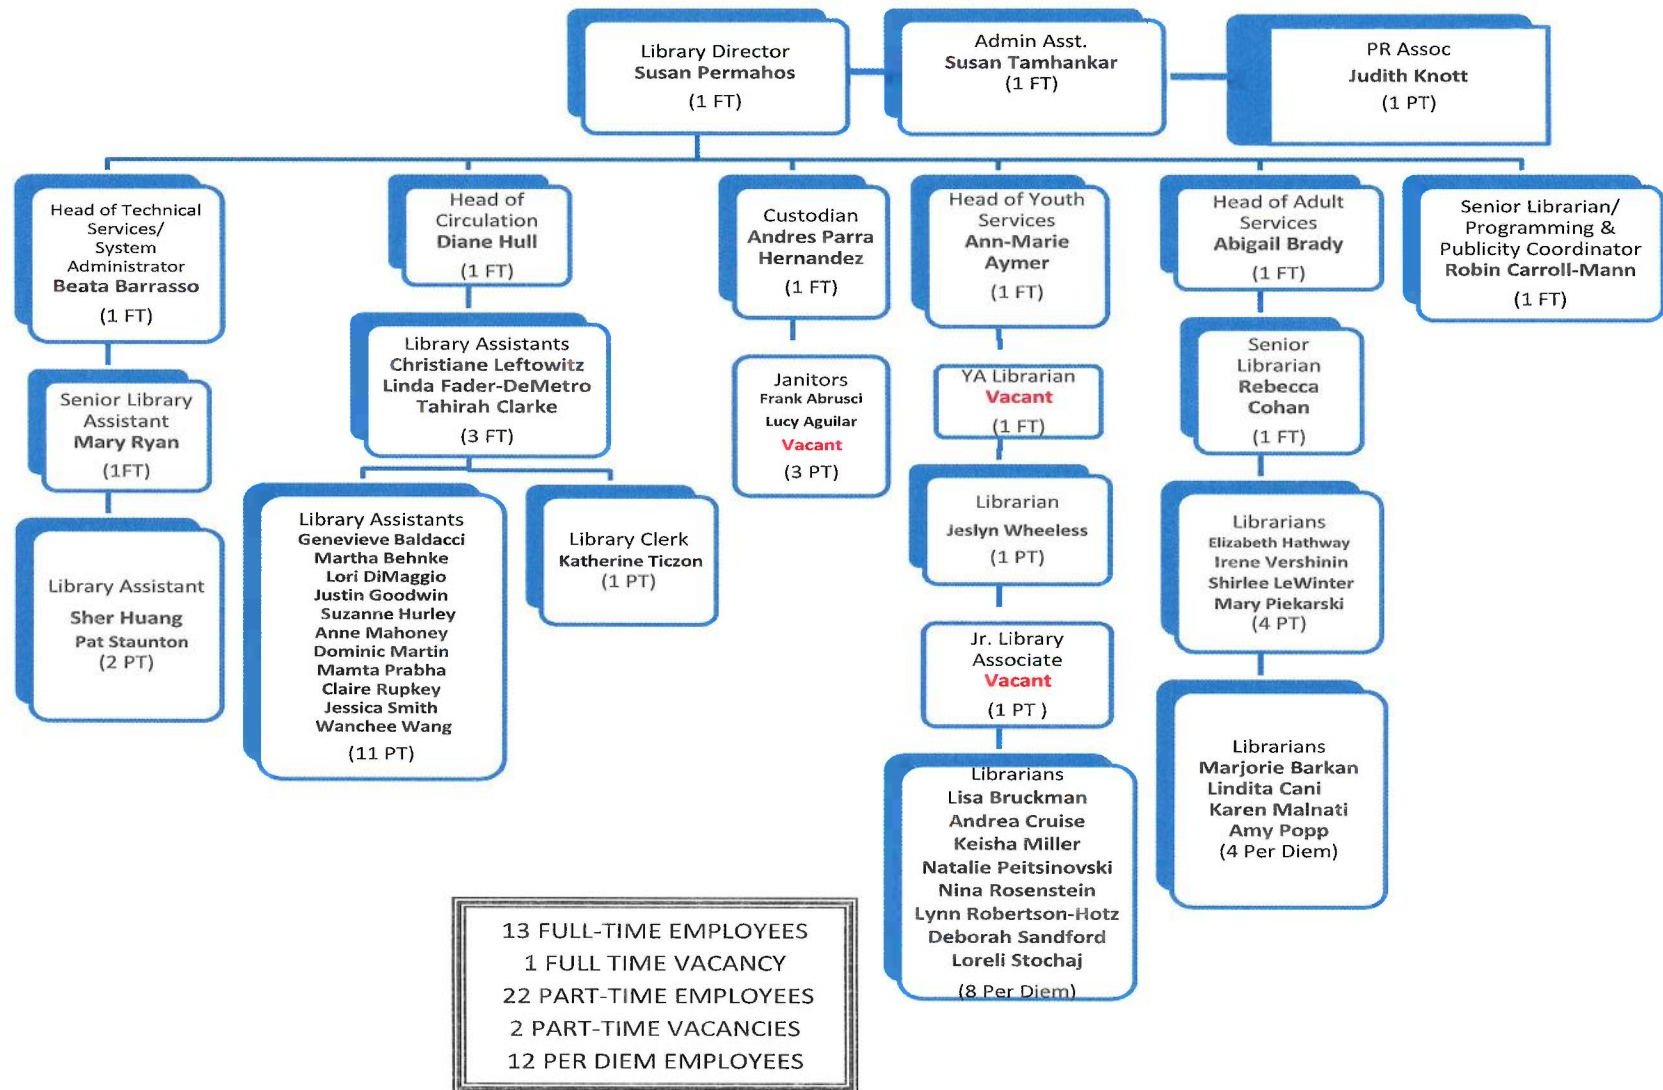 Library Director
Susan Permahos
(1 FT)
Admin Asst.
Susan Tamhankar
(1 FT)
PR Assoc
Judith Knott
(1 PT)
Head of Technical
Services/
System
Administrator
Beata Barrasso
(1 FT)
Senior Library
Assistant
Mary Ryan
(1FT)
Library Assistant
Sher Huang
Pat Staunton
(2 PT)
Head of
Circulation
Diane Hull
(1 FT)
Library Assistants
Christiane Leftowitz
Linda Fader-DeMetro
Tahirah Clarke
(3 FT)
Library Assistants
Genevieve Baldacci
Martha Behnke
Lori DiMaggio
Justin Goodwin
Suzanne Hurley
Anne Mahoney
Dominic Martin
Mamta Prabha
Claire Rupkey
Jessica Smith
Wanchee Wang
(11 PT)
Library Clerk
Katherine Ticzon
(1 PT)
Custodian
Andres Parra
Hernandez
(1 FT)
Janitors
Frank Abrusci
Lucy Aguilar
Vacant
(3 PT)
Head of Youth
Services
Ann-Marie
Aymer
(1 FT)
YA Librarian
Vacant
(1 FT)
Librarian
Jeslyn Wheeless
(1 PT)
Jr. Library
Associate
Vacant
(1 PT )
Librarians
Lisa Bruckman
Andrea Cruise
Keisha Miller
Natalie Peitsinovski
Nina Rosenstein
Lynn Robertson-Hotz
Deborah Sandford
Loreli Stochaj
(8 Per Diem)
Head of Adult
Services
Abigail Brady
(1 FT)
Senior
Librarian
Rebecca
Cohan
(1 FT)
Librarians
Elizabeth Hathway
Irene Vershinin
Shirlee LeWinter
Mary Piekarski
(4 PT)
Librarians
Marjorie Barkan
Lindita Cani
Karen Malnati
Amy Popp
(4 Per Diem)
Senior Librarian/
Programming &
Publicity Coordinator
Robin Carroll-Mann
(1 FT)
13 FULL-TIME EMPLOYEES
1 FULL TIME VACANCY
22 PART-TIME EMPLOYEES
2 PART-TIME VACANCIES
12 PER DIEM EMPLOYEES